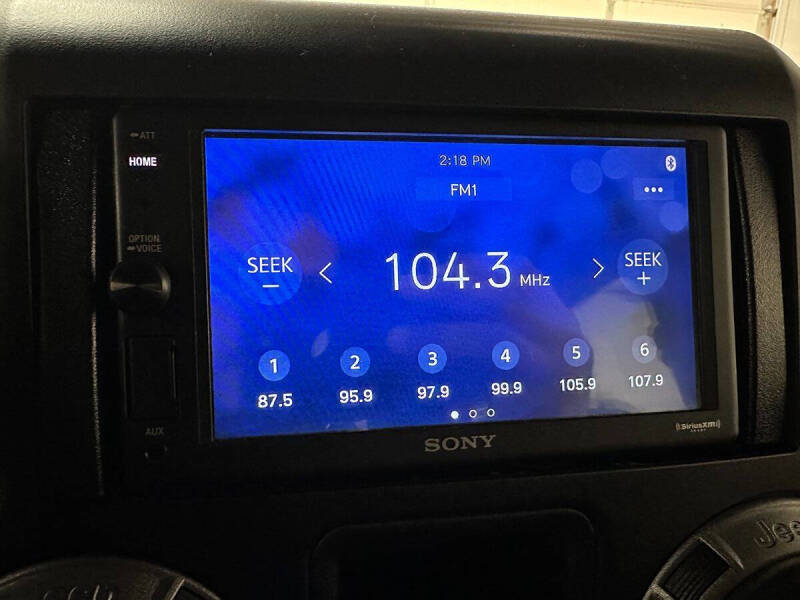 ATT
HOME
2:18 PM
FM1
•••
OPTION
VOICE
SEEK
−
< 104.3 MHz >
SEEK
+
1 2 3 4 5 6
87.5 95.9 97.9 99.9 105.9 107.9
AUX
SONY
SiriusXM
Jee